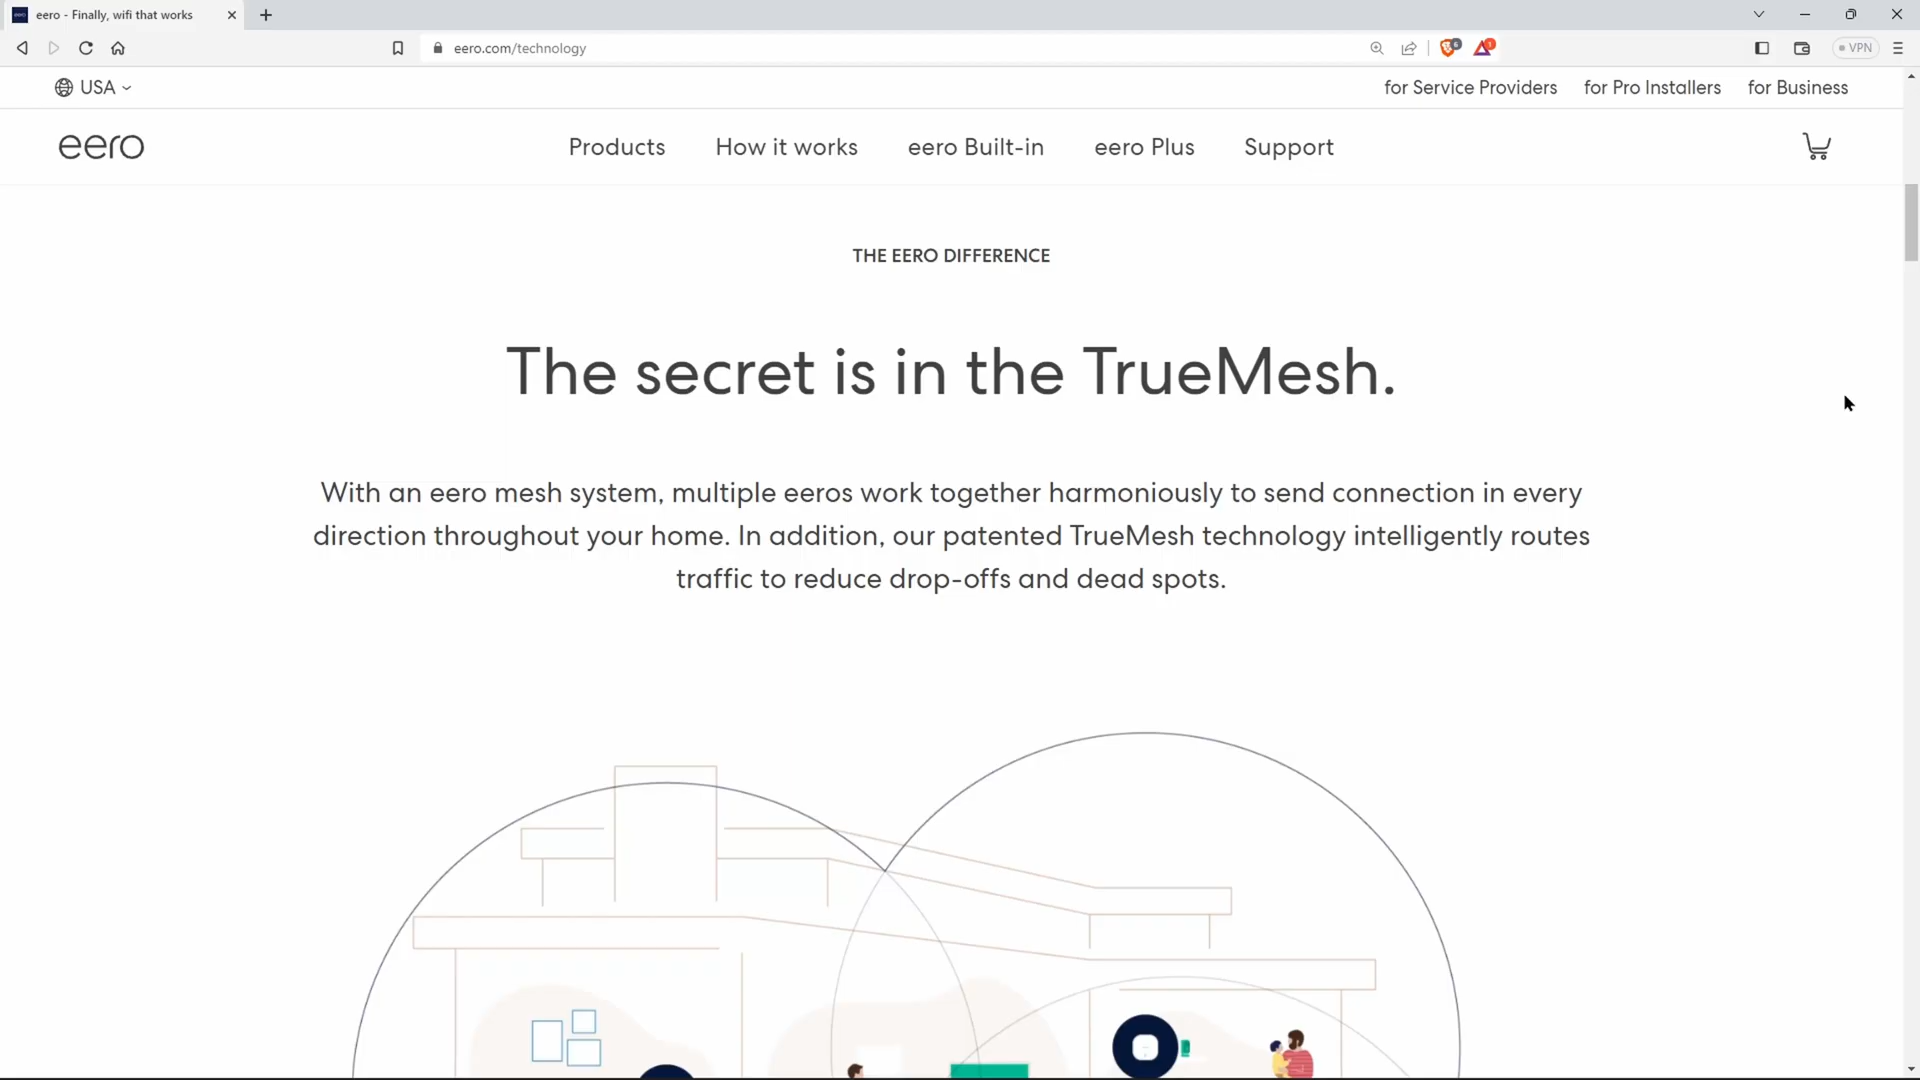 eero - Finally, wifi that works
eero.com/technology
VPN
USA
for Service Providers
for Pro Installers
for Business
eero
Products
How it works
eero Built-in
eero Plus
Support
THE EERO DIFFERENCE
The secret is in the TrueMesh.
With an eero mesh system, multiple eeros work together harmoniously to send connection in every
direction throughout your home. In addition, our patented TrueMesh technology intelligently routes
traffic to reduce drop-offs and dead spots.